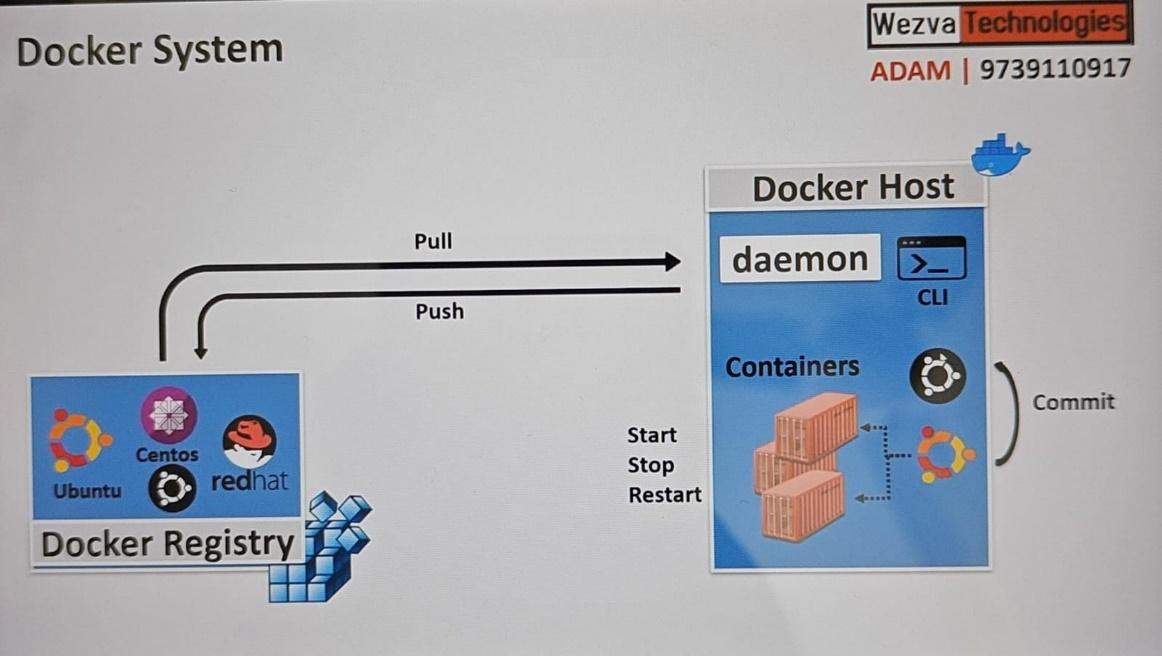 Docker System
Wezva Technologies
ADAM | 9739110917
Docker Host
Pull
daemon
CLI
Push
Containers
Commit
Start
Stop
Restart
Centos
Ubuntu
redhat
Docker Registry